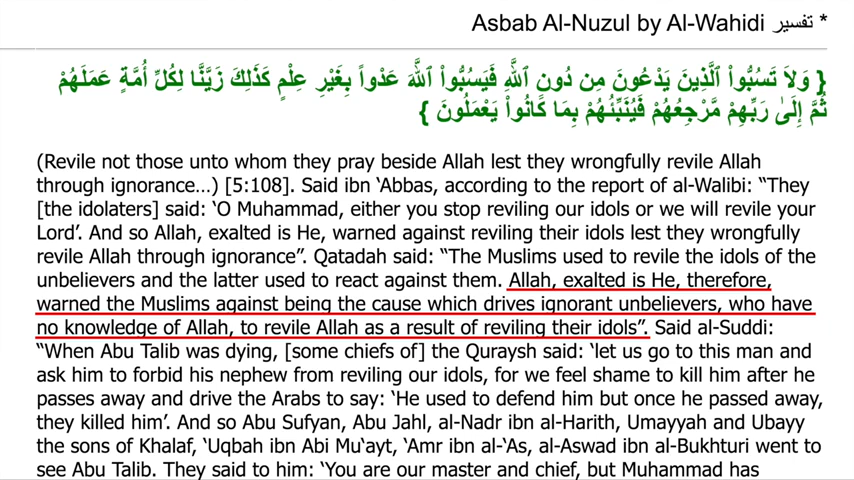 Asbab Al-Nuzul by Al-Wahidi تفسير *
{ وَلاَ تَسُبُّواْ ٱلَّذِينَ يَدْعُونَ مِن دُونِ ٱللَّهِ فَيَسُبُّواْ ٱللَّهَ عَدْواً بِغَيْرِ عِلْمٍ كَذَلِكَ زَيَّنَّا لِكُلِّ أُمَّةٍ عَمَلَهُمْ
ثُمَّ إِلَىٰ رَبِّهِمْ مَّرْجِعُهُمْ فَيُنَبِّئُهُمْ بِمَا كَانُواْ يَعْمَلُونَ }
(Revile not those unto whom they pray beside Allah lest they wrongfully revile Allah
through ignorance…) [5:108]. Said ibn ‘Abbas, according to the report of al-Walibi: “They
[the idolaters] said: ‘O Muhammad, either you stop reviling our idols or we will revile your
Lord’. And so Allah, exalted is He, warned against reviling their idols lest they wrongfully
revile Allah through ignorance”. Qatadah said: “The Muslims used to revile the idols of the
unbelievers and the latter used to react against them. Allah, exalted is He, therefore,
warned the Muslims against being the cause which drives ignorant unbelievers, who have
no knowledge of Allah, to revile Allah as a result of reviling their idols”. Said al-Suddi:
“When Abu Talib was dying, [some chiefs of] the Quraysh said: ‘let us go to this man and
ask him to forbid his nephew from reviling our idols, for we feel shame to kill him after he
passes away and drive the Arabs to say: ‘He used to defend him but once he passed away,
they killed him’. And so Abu Sufyan, Abu Jahl, al-Nadr ibn al-Harith, Umayyah and Ubayy
the sons of Khalaf, ‘Uqbah ibn Abi Mu‘ayt, ‘Amr ibn al-‘As, al-Aswad ibn al-Bukhturi went to
see Abu Talib. They said to him: ‘You are our master and chief, but Muhammad has